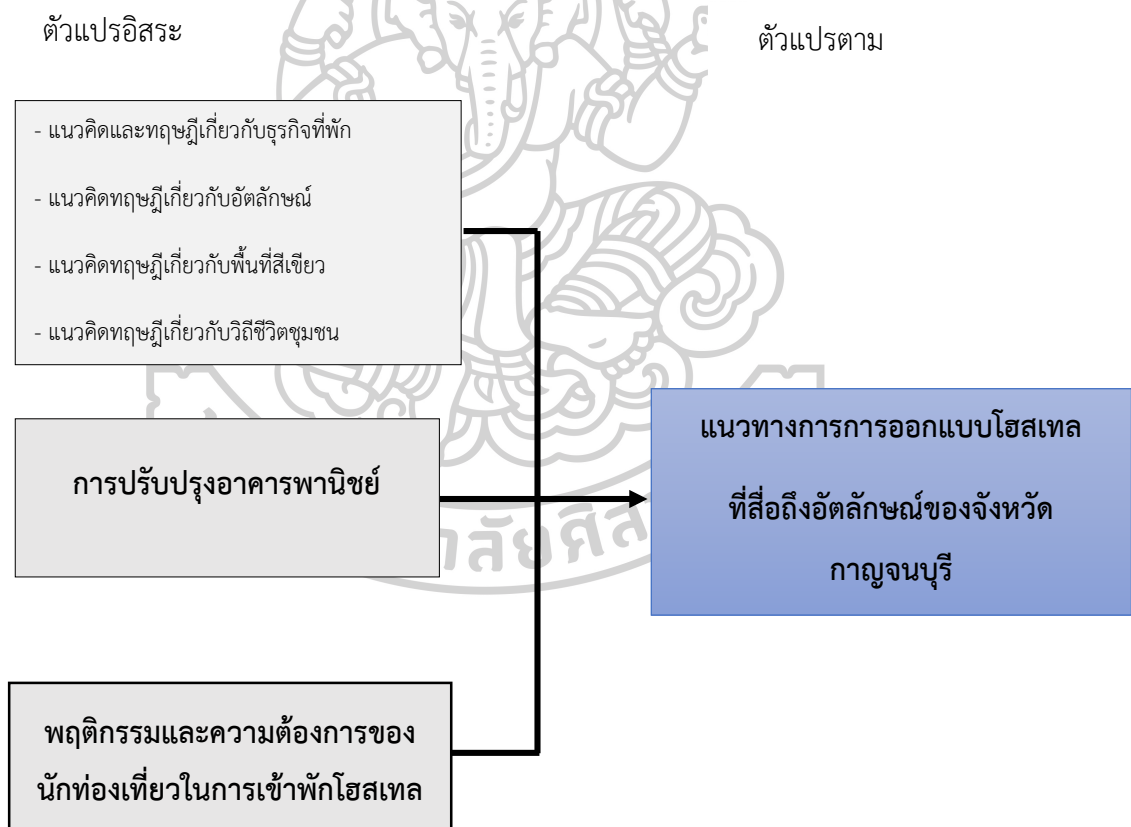 ตัวแปรอิสระ
ตัวแปรตาม
- แนวคิดและทฤษฎีเกี่ยวกับธุรกิจที่พัก
- แนวคิดทฤษฎีเกี่ยวกับอัตลักษณ์
- แนวคิดทฤษฎีเกี่ยวกับพื้นที่สีเขียว
- แนวคิดทฤษฎีเกี่ยวกับวิถีชีวิตชุมชน
การปรับปรุงอาคารพานิชย์
แนวทางการการออกแบบโฮสเทล
ที่สื่อถึงอัตลักษณ์ของจังหวัด
กาญจนบุรี
พฤติกรรมและความต้องการของ
นักท่องเที่ยวในการเข้าพักโฮสเทล